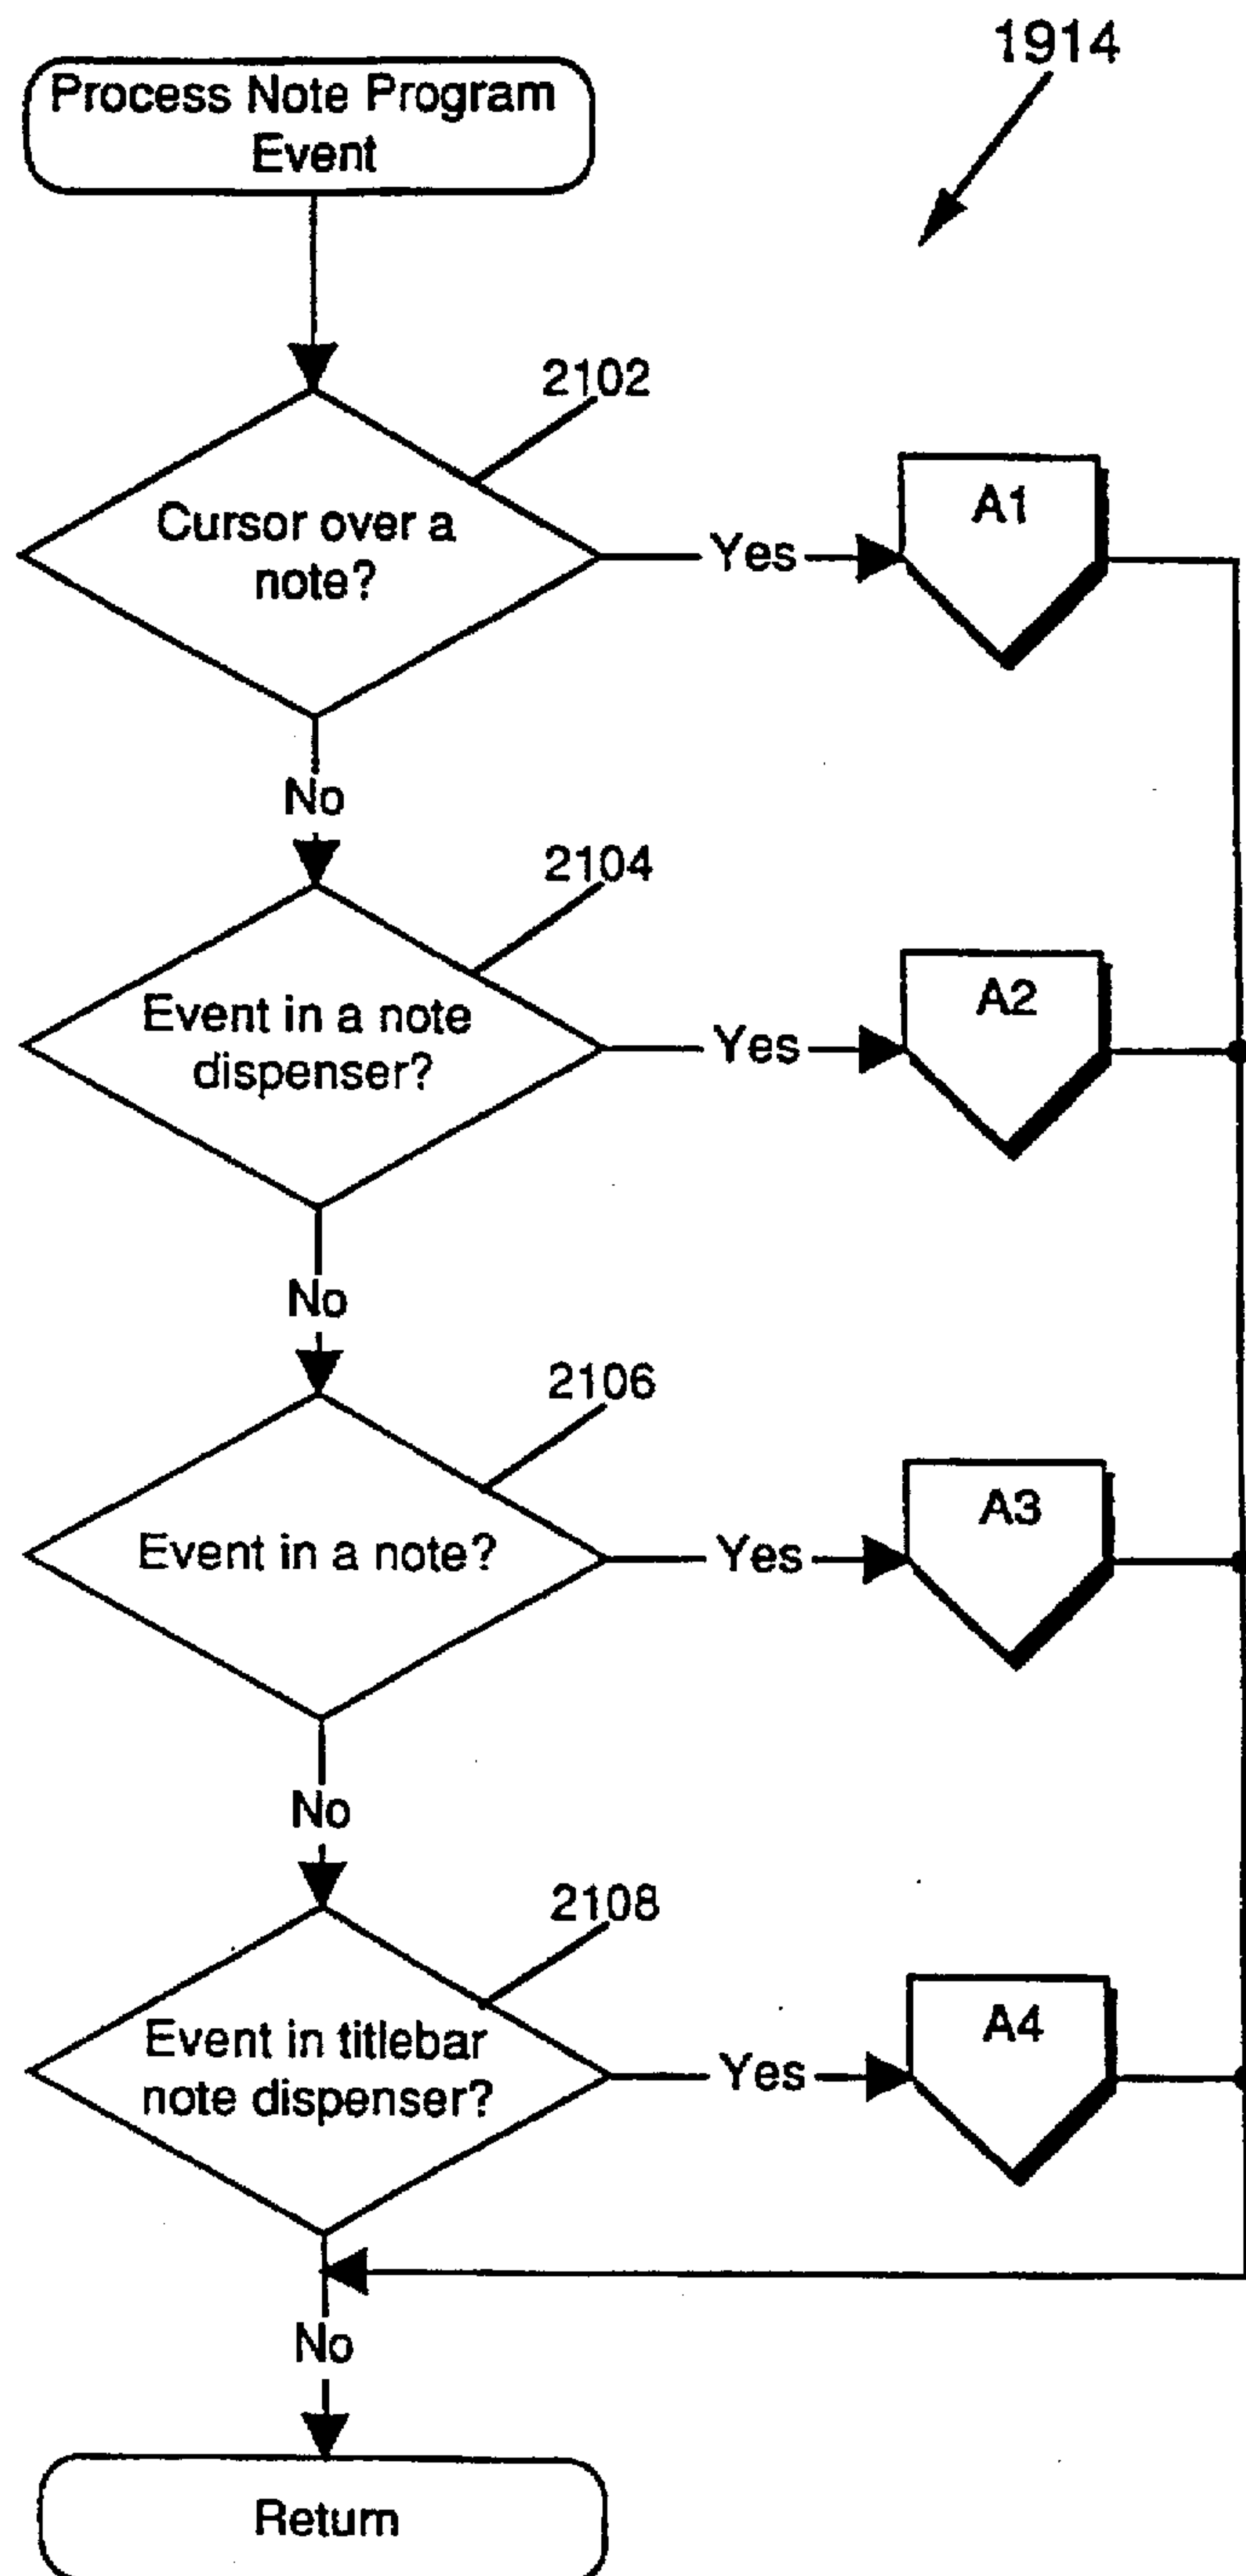 1914
Process Note Program
Event
2102
Cursor over a
note?
Yes
A1
No
2104
Event in a note
dispenser?
Yes
A2
No
2106
Event in a note?
Yes
A3
No
2108
Event in titlebar
note dispenser?
Yes
A4
No
Return